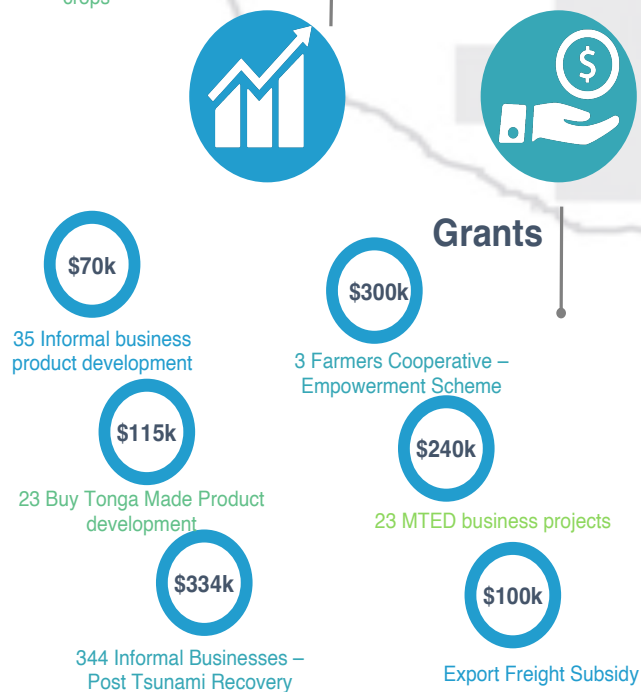 crops
$
Grants
$70k
35 Informal business
product development
$300k
3 Farmers Cooperative –
Empowerment Scheme
$115k
23 Buy Tonga Made Product
development
$240k
23 MTED business projects
$334k
344 Informal Businesses –
Post Tsunami Recovery
$100k
Export Freight Subsidy